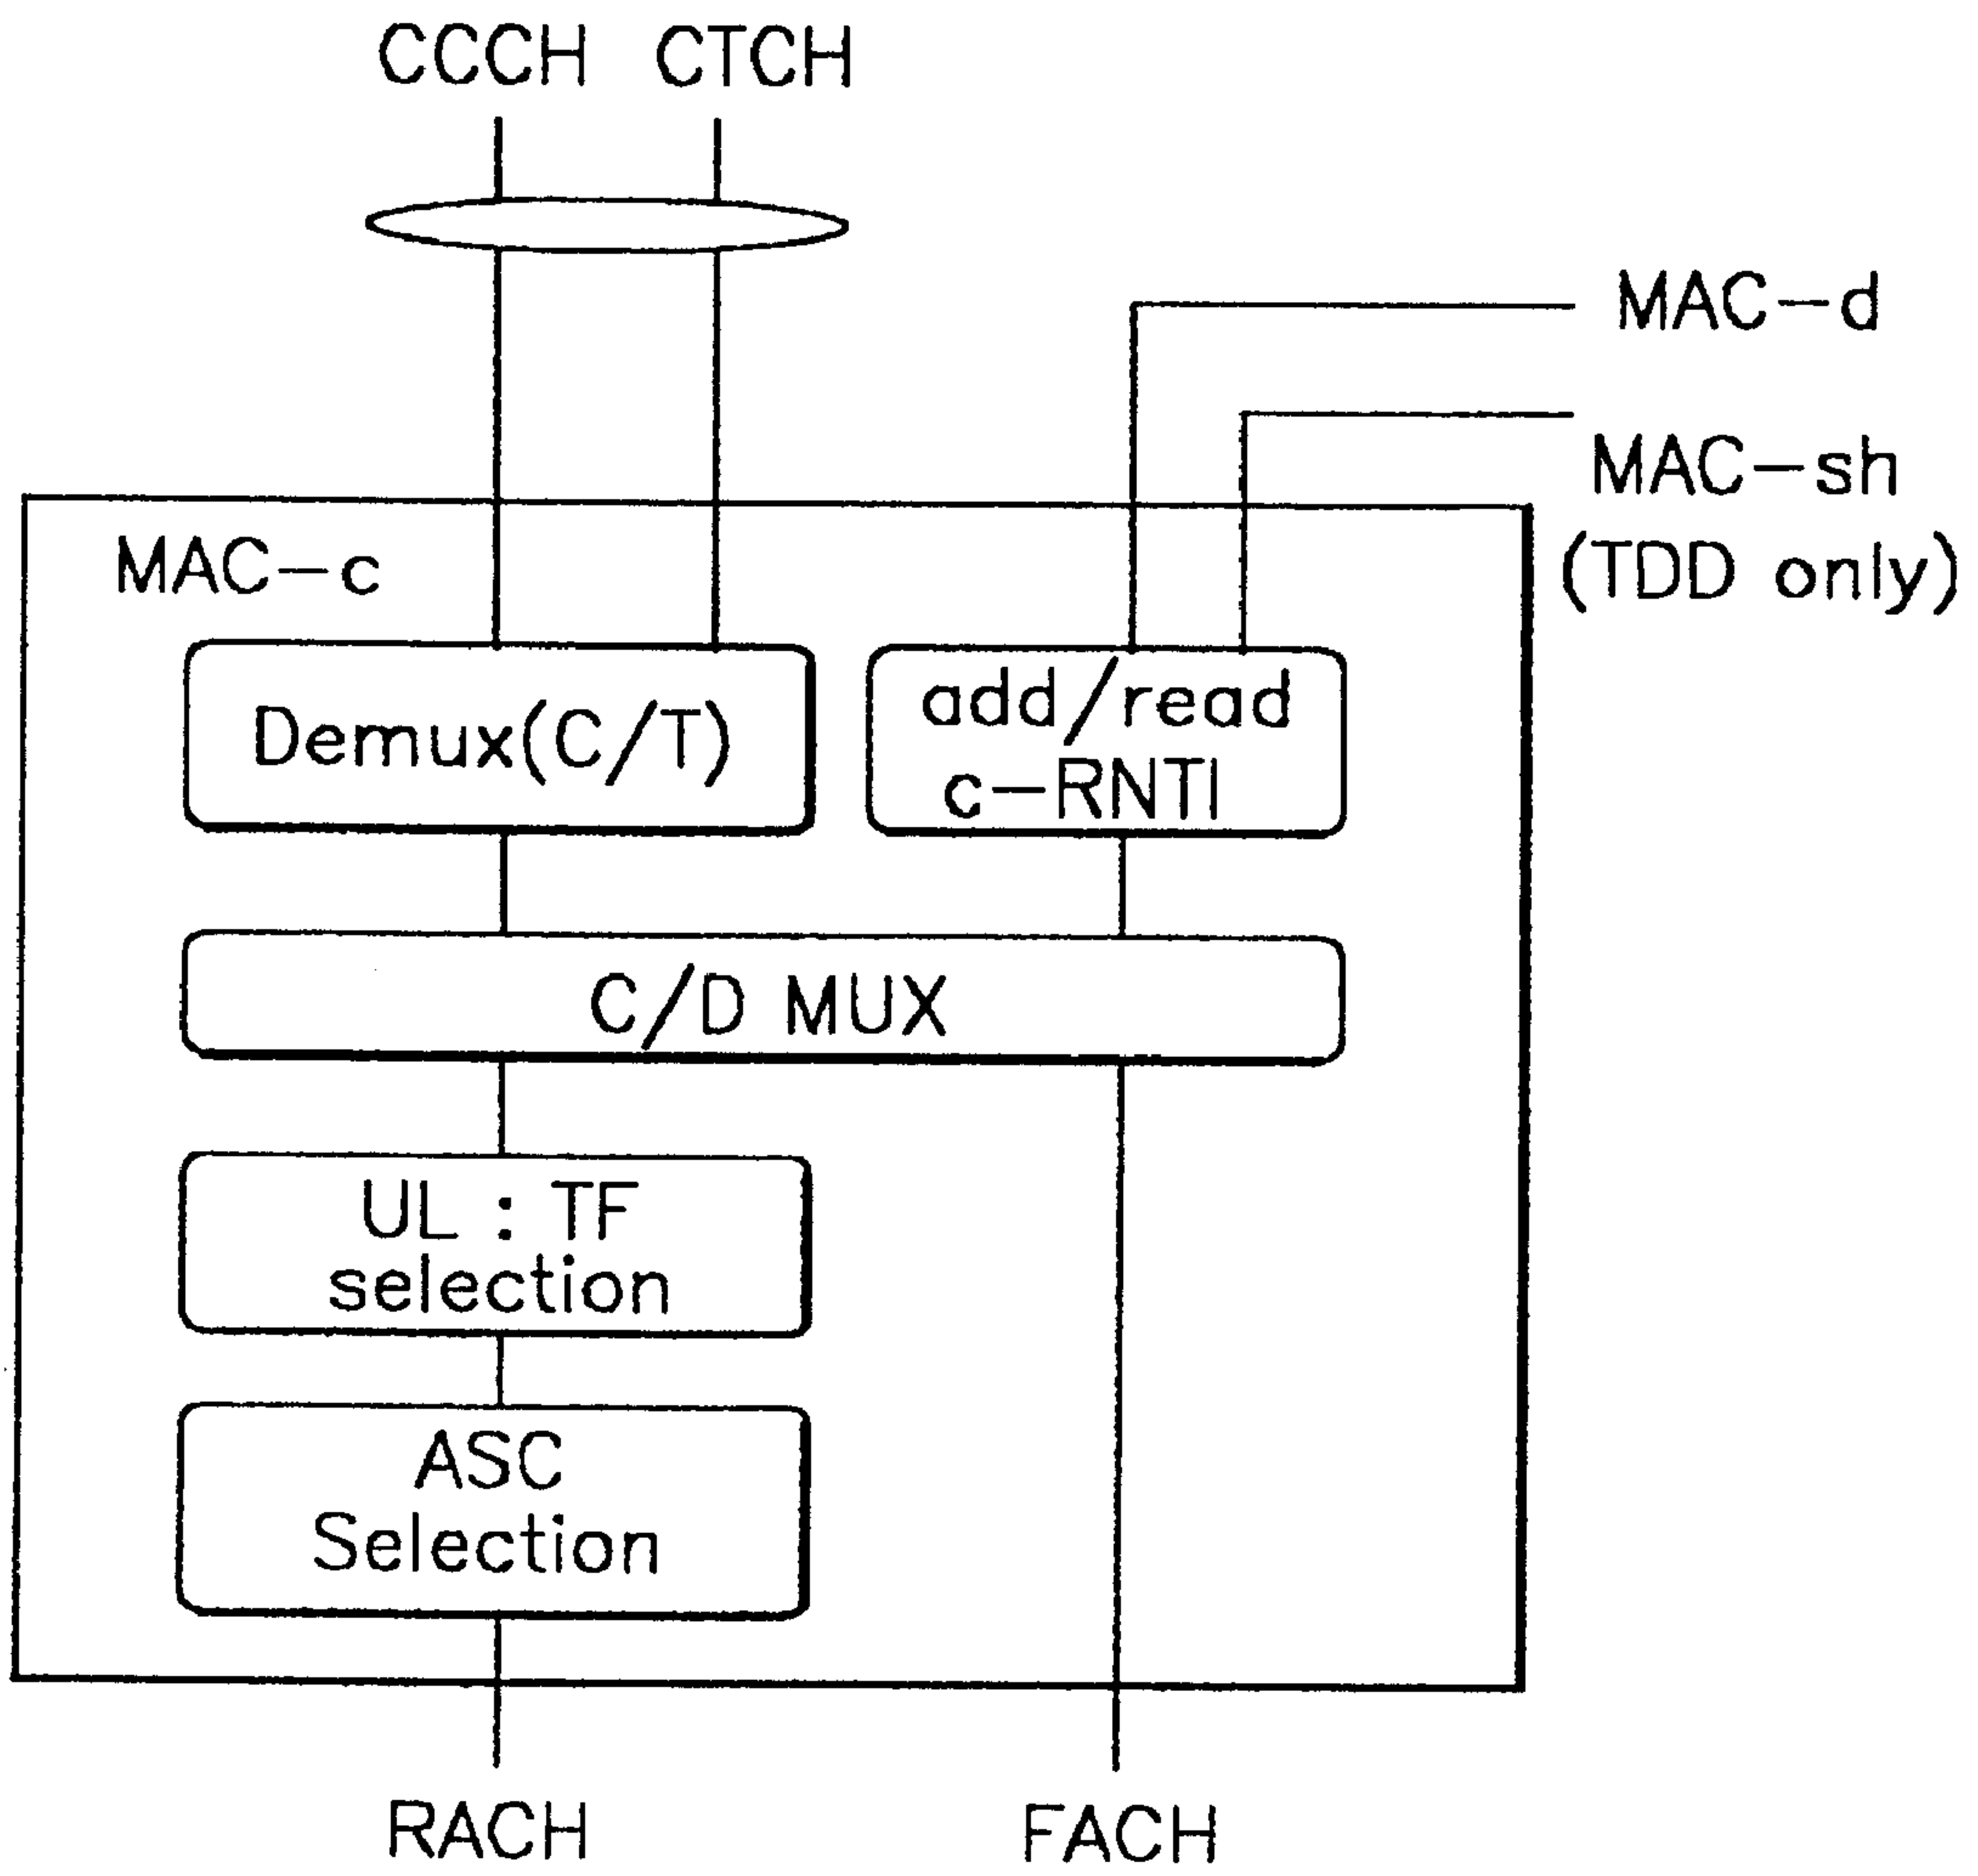 CCCH CTCH
MAC-d
MAC-sh
(TDD only)
MAC-c
Demux(C/T)
add/read
c-RNTI
C/D MUX
UL : TF
selection
ASC
Selection
RACH
FACH